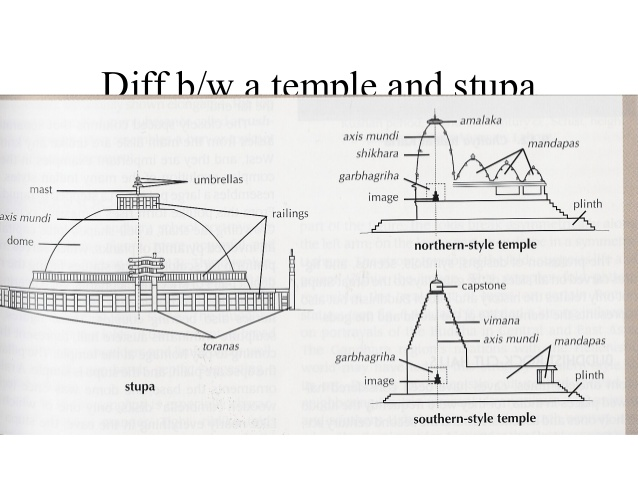 Diff b/w a temple and stupa
umbrellas
mast
axis mundi
railings
dome
toranas
stupa
amalaka
axis mundi
mandapas
shikhara
garbhagriha
image
plinth
northern-style temple
capstone
vimana
axis mundi
mandapas
garbhagriha
image
plinth
southern-style temple